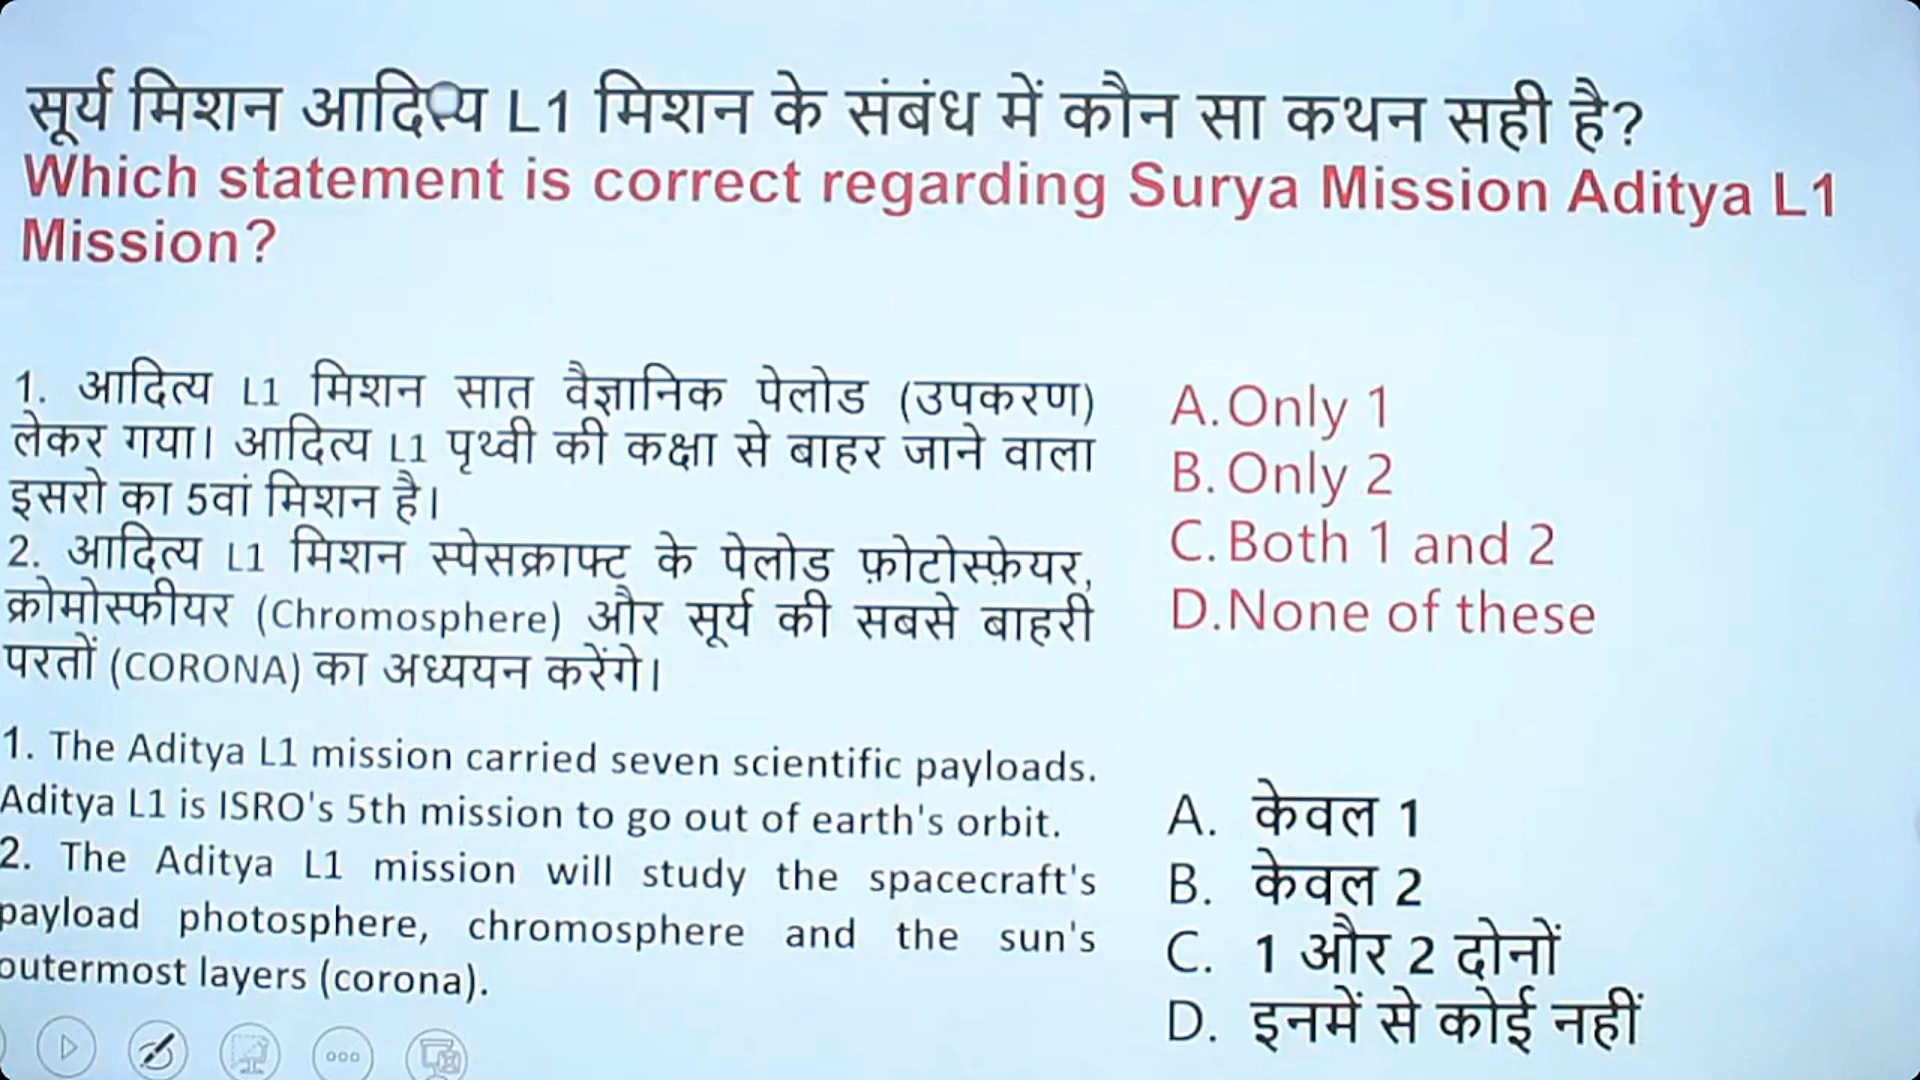 सूर्य मिशन आदित्य L1 मिशन के संबंध में कौन सा कथन सही है?
Which statement is correct regarding Surya Mission Aditya L1
Mission?
1. आदित्य L1 मिशन सात वैज्ञानिक पेलोड (उपकरण)
लेकर गया। आदित्य L1 पृथ्वी की कक्षा से बाहर जाने वाला
इसरो का 5वां मिशन है।
2. आदित्य L1 मिशन स्पेसक्राफ्ट के पेलोड फ़ोटोस्फ़ेयर,
क्रोमोस्फीयर (Chromosphere) और सूर्य की सबसे बाहरी
परतों (CORONA) का अध्ययन करेंगे।
1. The Aditya L1 mission carried seven scientific payloads.
Aditya L1 is ISRO's 5th mission to go out of earth's orbit.
2. The Aditya L1 mission will study the spacecraft's
payload photosphere, chromosphere and the sun's
outermost layers (corona).
A. Only 1
B. Only 2
C. Both 1 and 2
D. None of these
A. केवल 1
B. केवल 2
C. 1 और 2 दोनों
D. इनमें से कोई नहीं